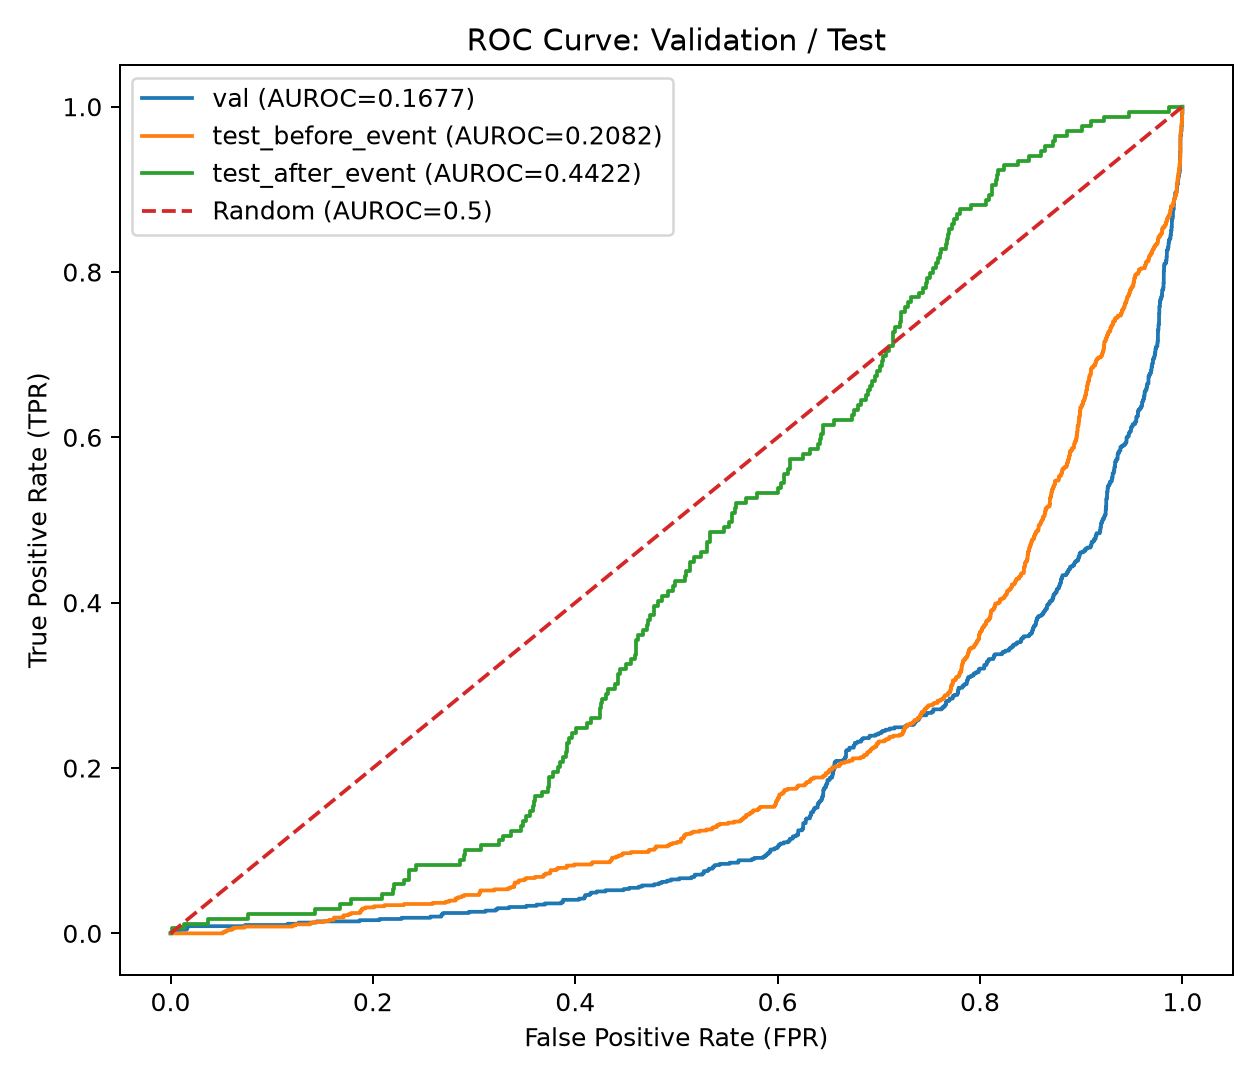 ROC Curve: Validation / Test
val (AUROC=0.1677)
test_before_event (AUROC=0.2082)
test_after_event (AUROC=0.4422)
Random (AUROC=0.5)
1.0
0.8
0.6
0.4
0.2
0.0
True Positive Rate (TPR)
0.0 0.2 0.4 0.6 0.8 1.0
False Positive Rate (FPR)